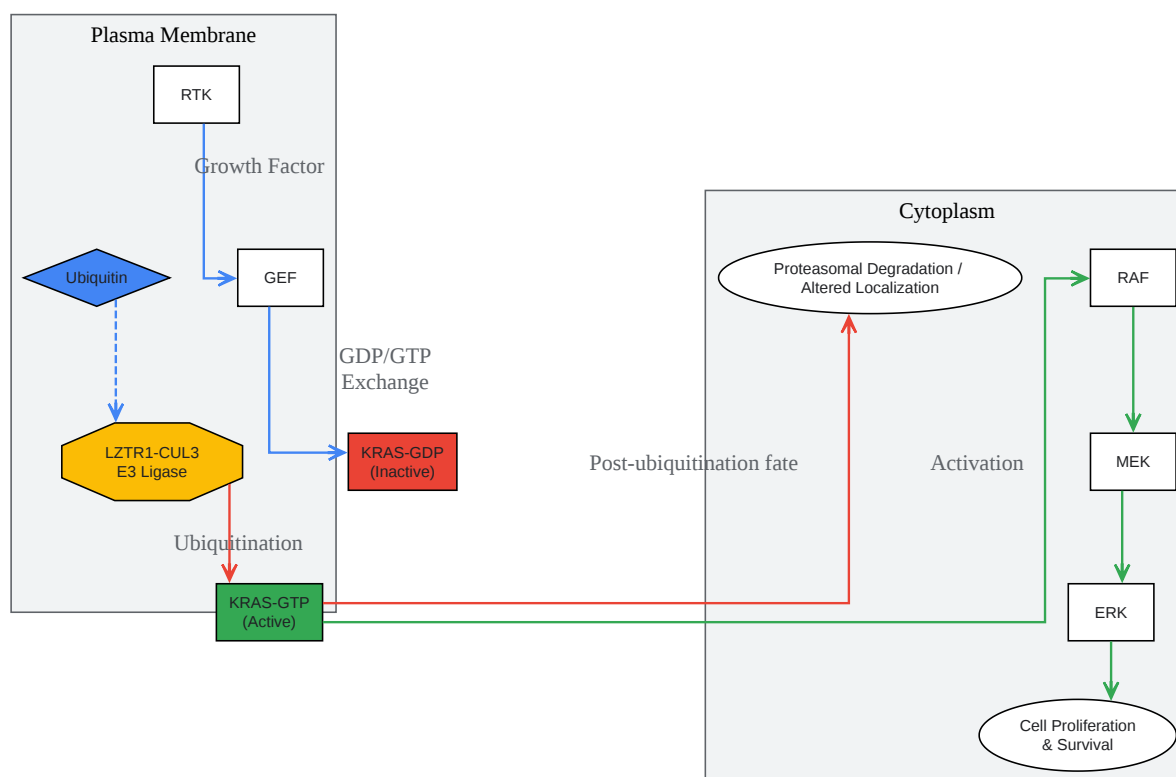 Plasma Membrane
RTK
Growth Factor
Cytoplasm
Ubiquitin
GEF
Proteasomal Degradation /
Altered Localization
RAF
GDP/GTP
Exchange
LZTR1-CUL3
E3 Ligase
KRAS-GDP
(Inactive)
Post-ubiquitination fate
Activation
MEK
Ubiquitination
KRAS-GTP
(Active)
ERK
Cell Proliferation
& Survival